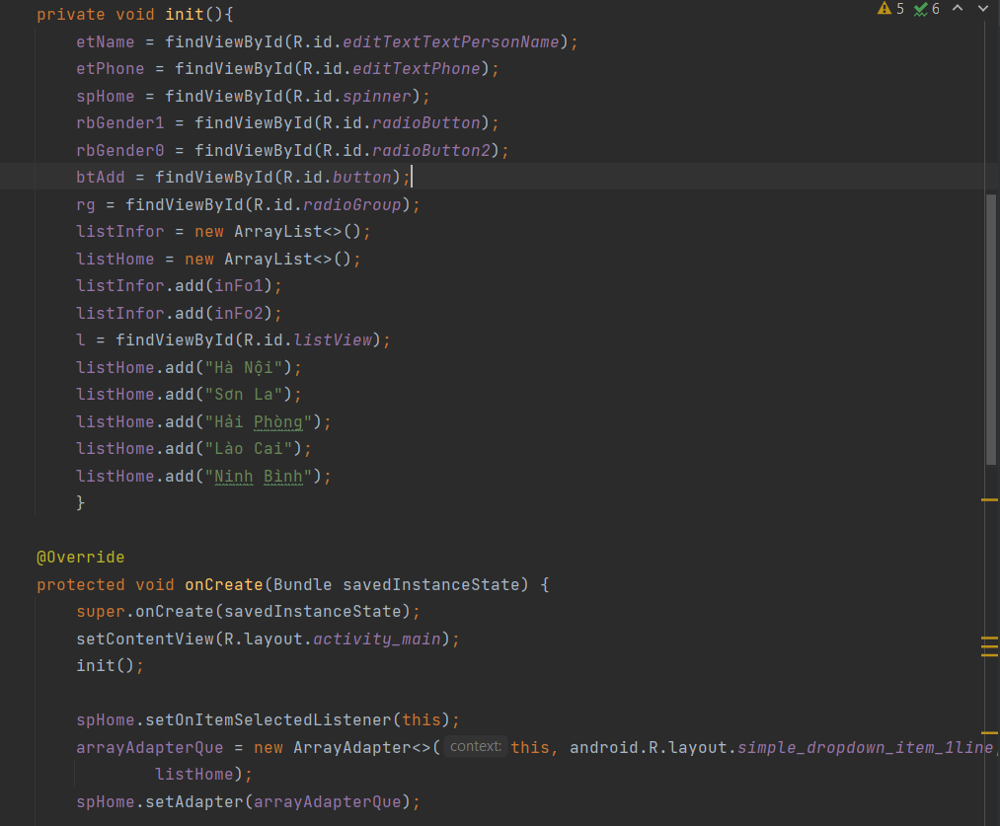 private void init(){
5 6
etName = findViewById(R.id.editTextTextPersonName);
etPhone = findViewById(R.id.editTextPhone);
spHome = findViewById(R.id.spinner);
rbGender1 = findViewById(R.id.radioButton);
rbGender0 = findViewById(R.id.radioButton2);
btAdd = findViewById(R.id.button);
rg = findViewById(R.id.radioGroup);
listInfor = new ArrayList<>();
listHome = new ArrayList<>();
listInfor.add(inFo1);
listInfor.add(inFo2);
l = findViewById(R.id.listView);
listHome.add("Hà Nội");
listHome.add("Sơn La");
listHome.add("Hải Phòng");
listHome.add("Lào Cai");
listHome.add("Ninh Bình");
}
@Override
protected void onCreate(Bundle savedInstanceState) {
super.onCreate(savedInstanceState);
setContentView(R.layout.activity_main);
init();
spHome.setOnItemSelectedListener(this);
arrayAdapterQue = new ArrayAdapter<>( context: this, android.R.layout.simple_dropdown_item_1line,
listHome);
spHome.setAdapter(arrayAdapterQue);